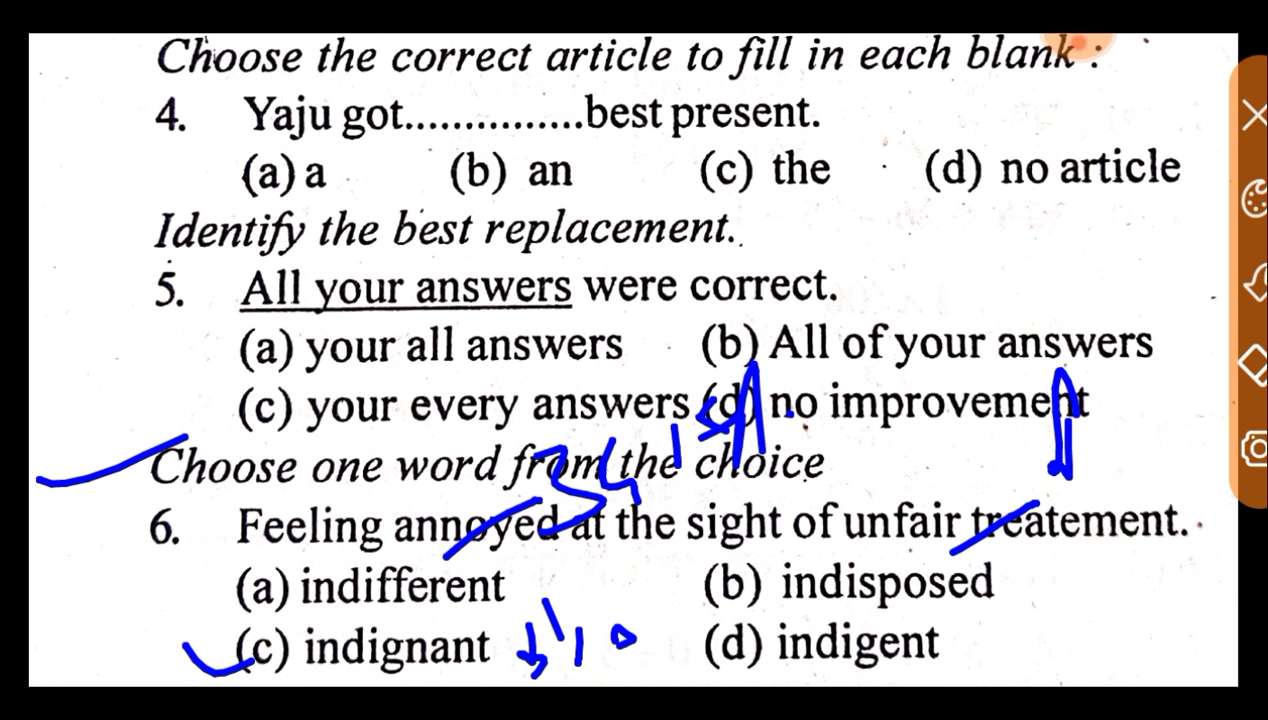 Choose the correct article to fill in each blank :
4. Yaju got...............best present.
(a) a (b) an (c) the (d) no article
Identify the best replacement.
5. All your answers were correct.
(a) your all answers (b) All of your answers
(c) your every answers (d) no improvement
Choose one word from the choice
6. Feeling annoyed at the sight of unfair treatement.
(a) indifferent (b) indisposed
(c) indignant (d) indigent